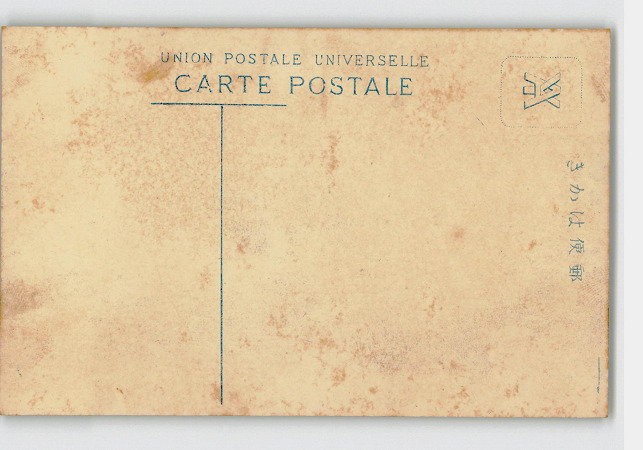 UNION POSTALE UNIVERSELLE
CARTE POSTALE
きかは便郵